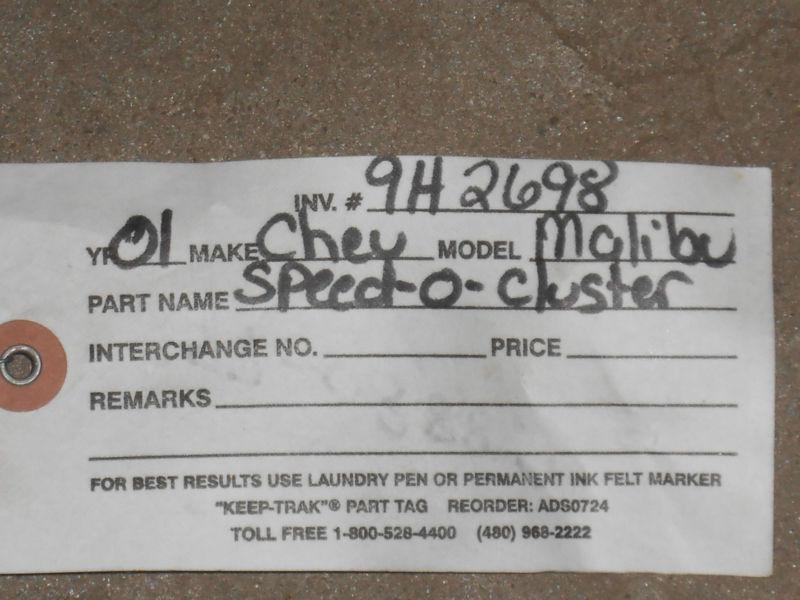 INV. # 9H2698
YR 01 MAKE Chev MODEL Malibu
PART NAME Speed-o-cluster
INTERCHANGE NO. PRICE
REMARKS
FOR BEST RESULTS USE LAUNDRY PEN OR PERMANENT INK FELT MARKER
"KEEP-TRAK"® PART TAG REORDER: ADS0724
TOLL FREE 1-800-528-4400 (480) 968-2222